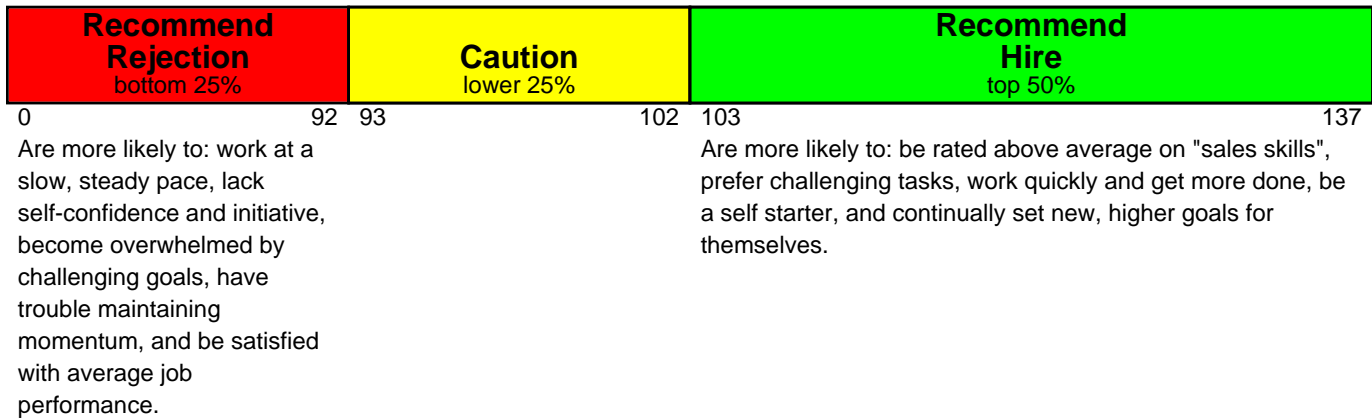 Recommend
Rejection
bottom 25%
Caution
lower 25%
Recommend
Hire
top 50%
0 92 93 102 103 137
Are more likely to: work at a
slow, steady pace, lack
self-confidence and initiative,
become overwhelmed by
challenging goals, have
trouble maintaining
momentum, and be satisfied
with average job
performance.
Are more likely to: be rated above average on "sales skills",
prefer challenging tasks, work quickly and get more done, be
a self starter, and continually set new, higher goals for
themselves.